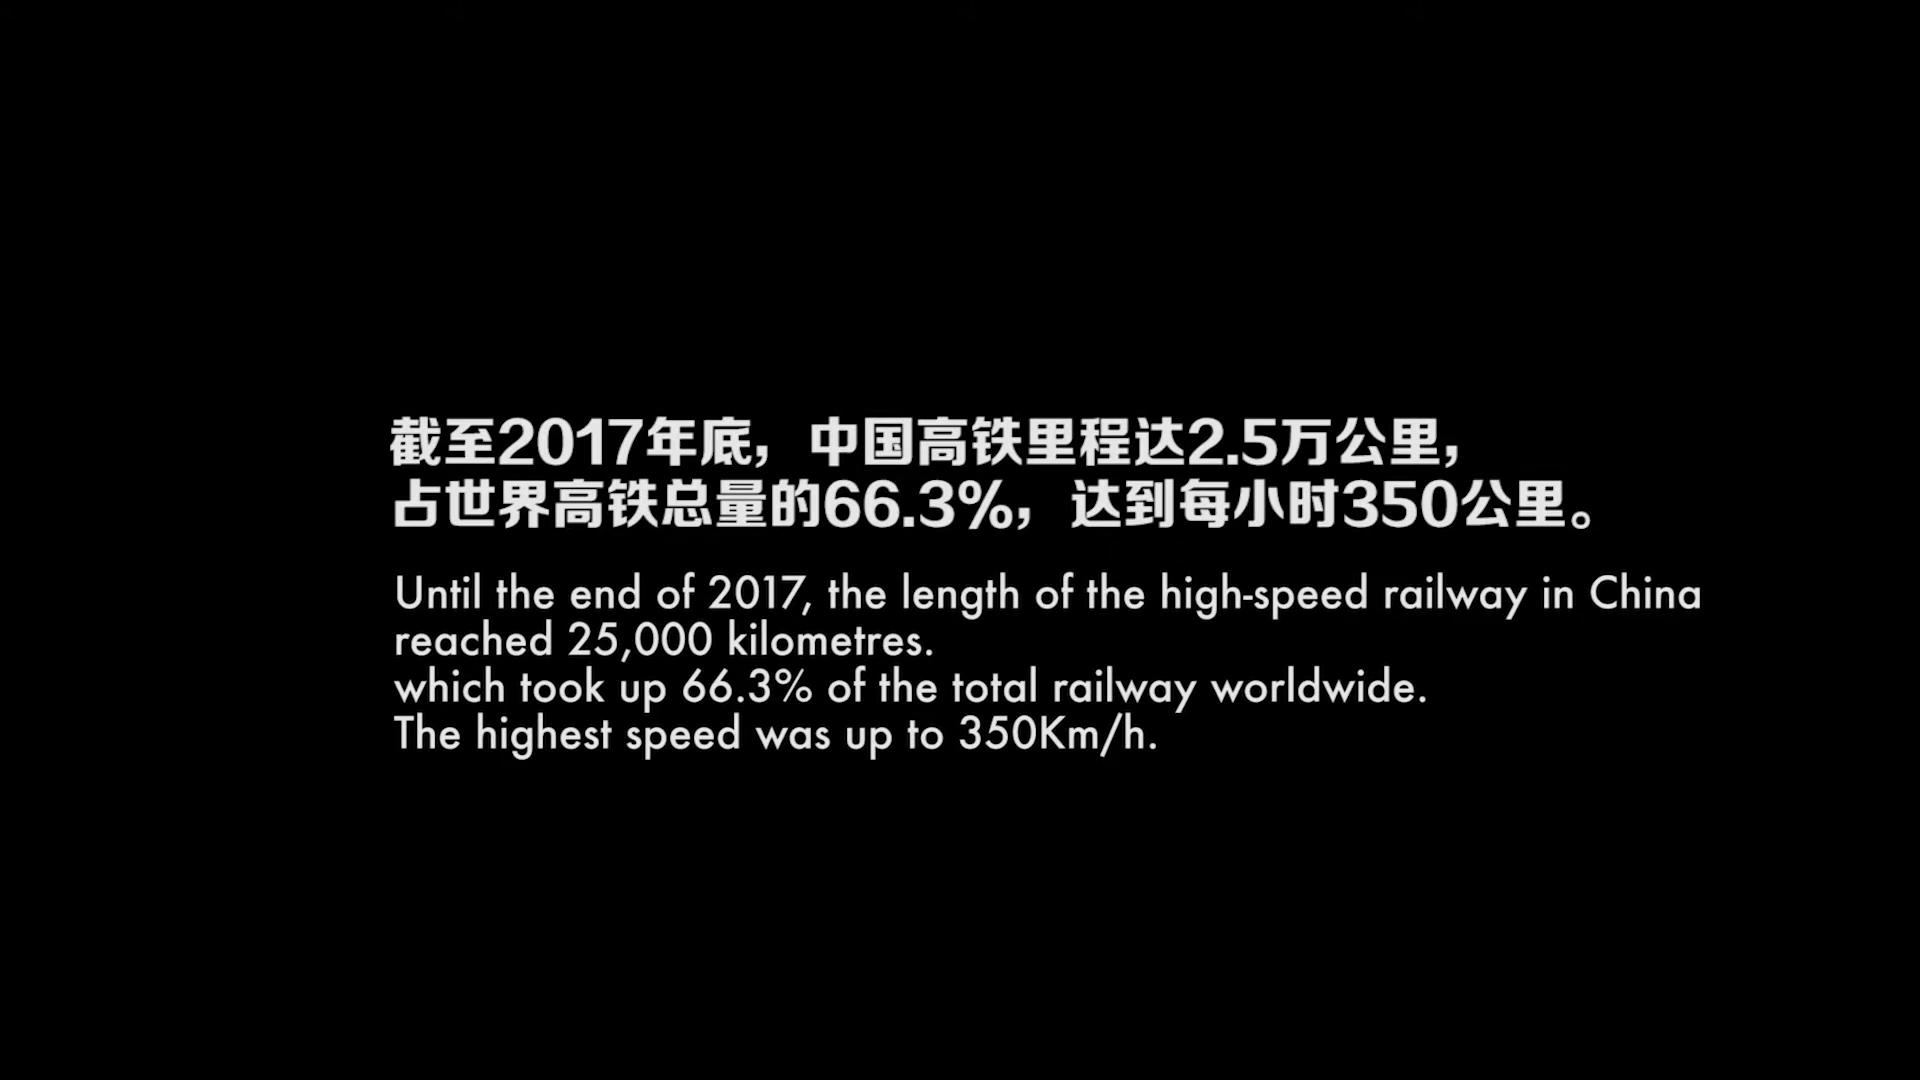 截至2017年底，中国高铁里程达2.5万公里，
占世界高铁总量的66.3%，达到每小时350公里。
Until the end of 2017, the length of the high-speed railway in China
reached 25,000 kilometres.
which took up 66.3% of the total railway worldwide.
The highest speed was up to 350Km/h.